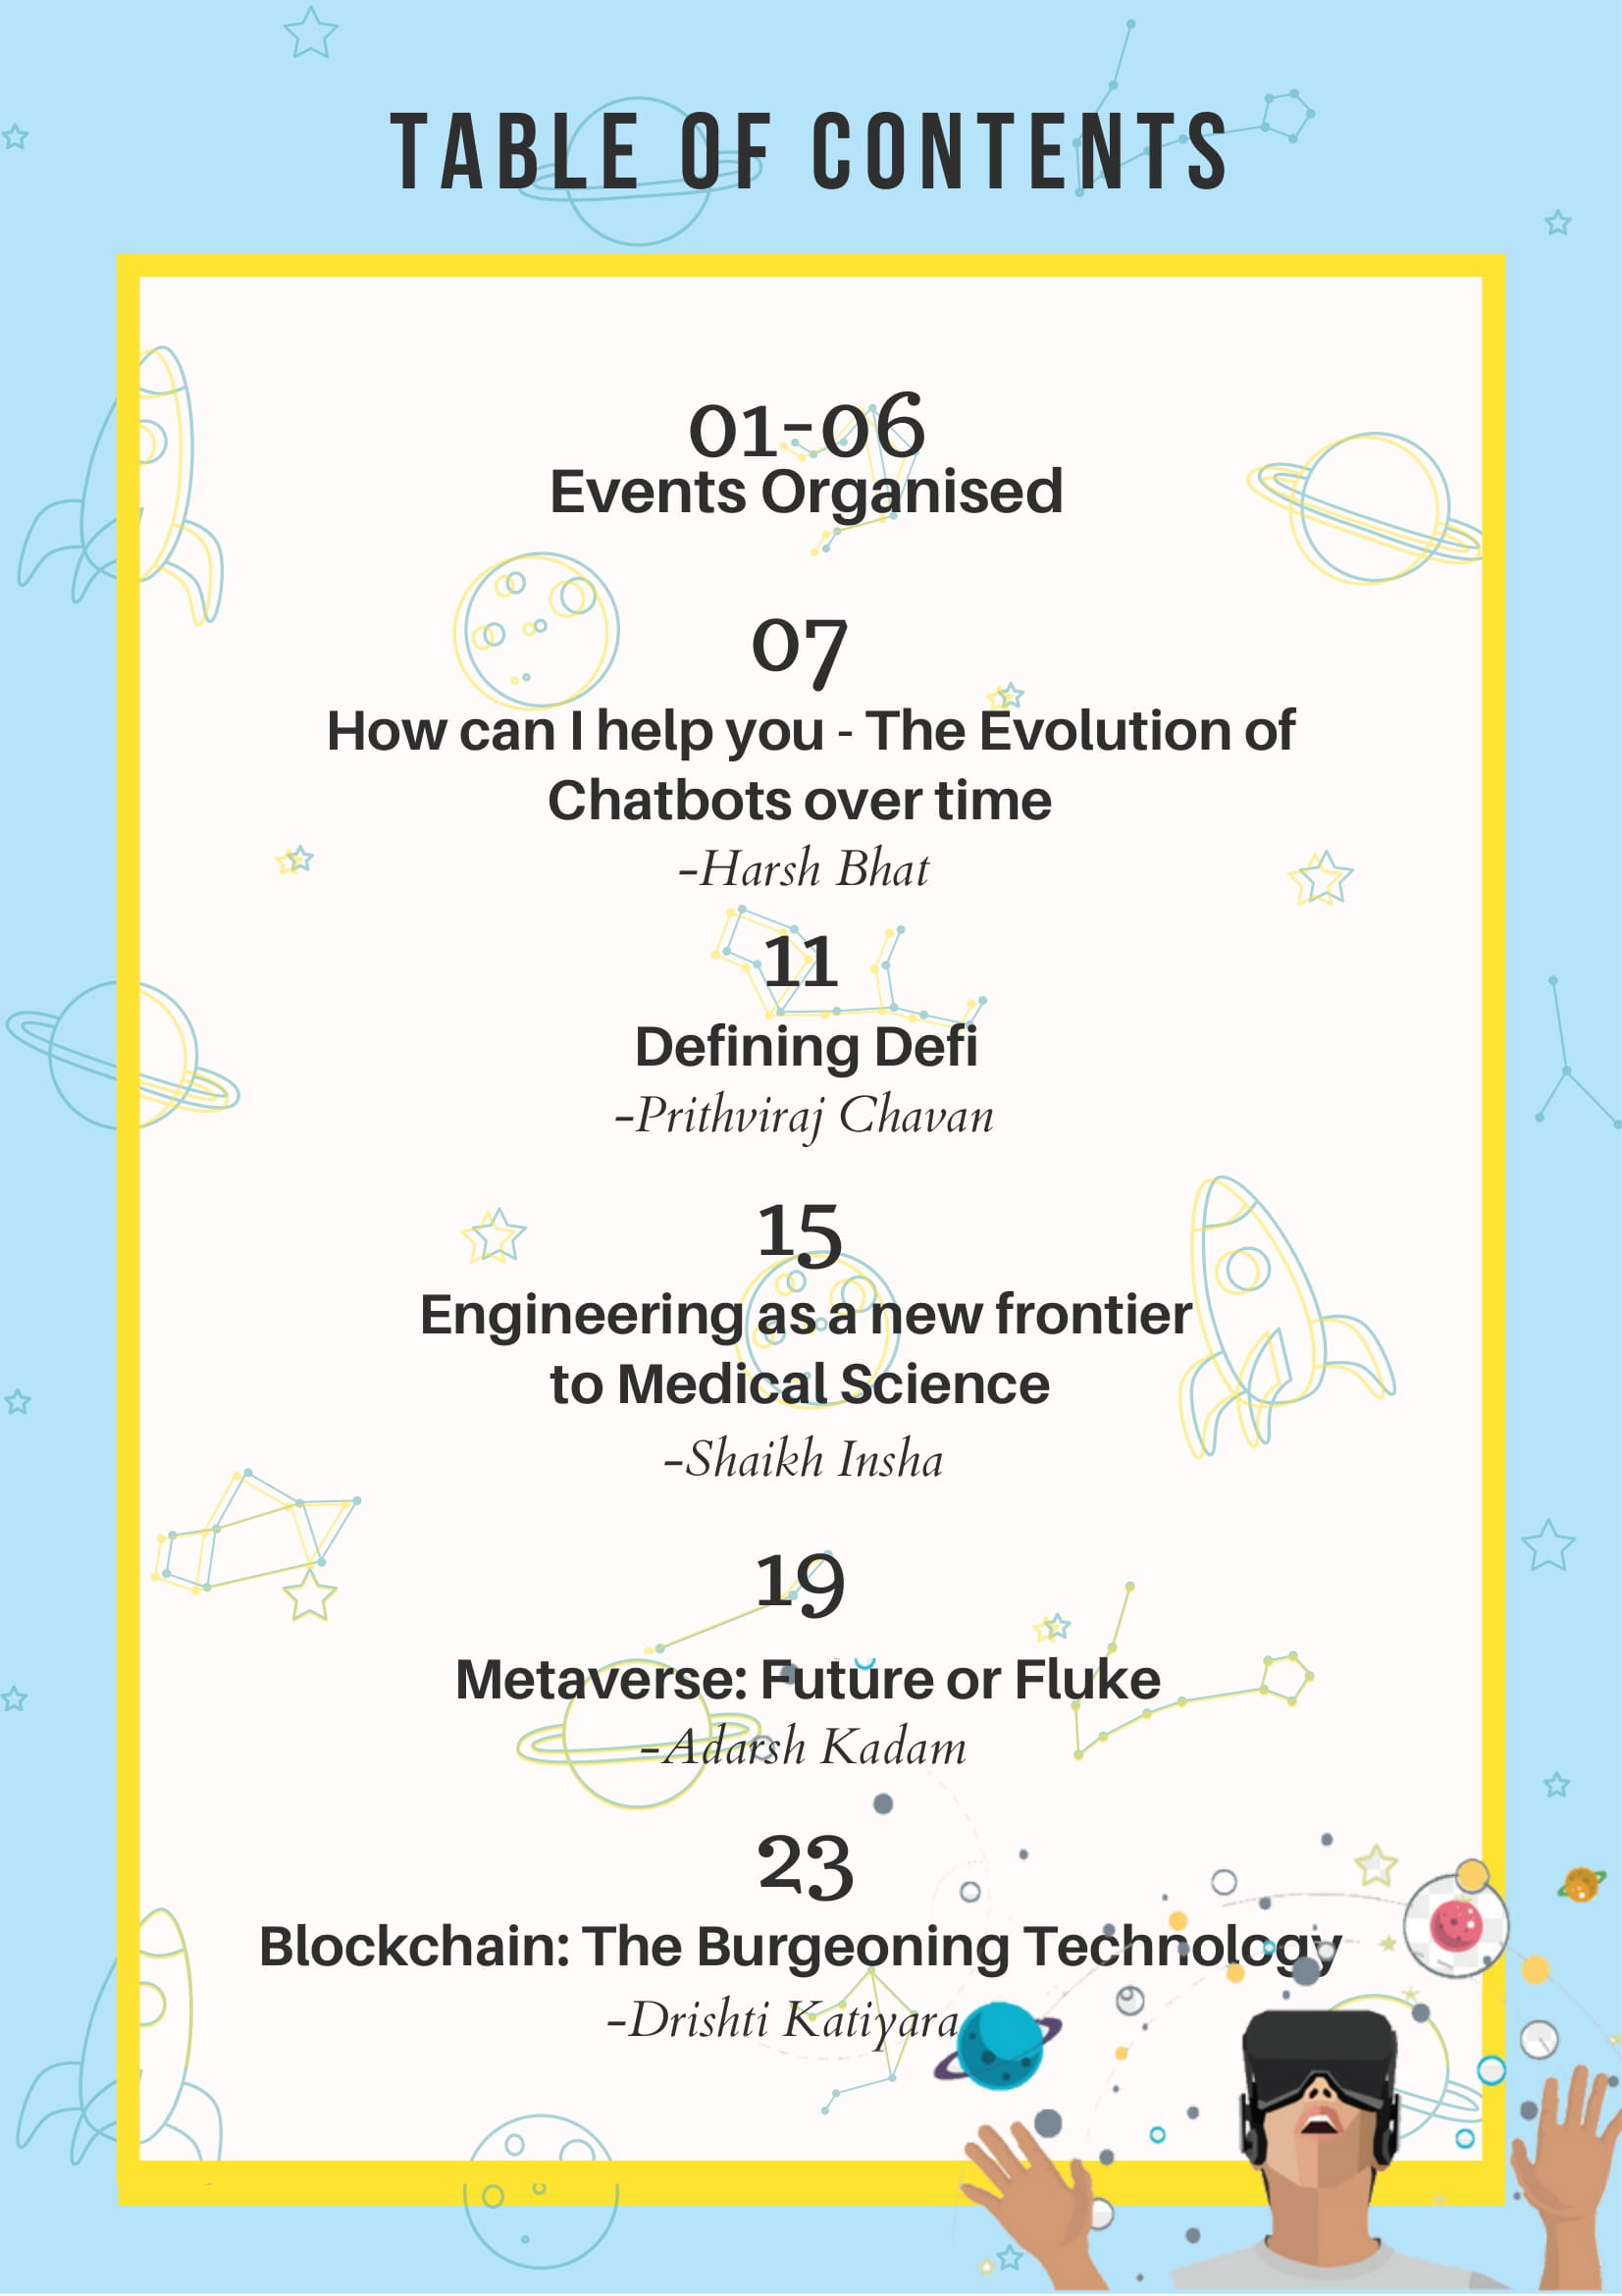 TABLE OF CONTENTS
01-06
Events Organised
07
How can I help you - The Evolution of
Chatbots over time
-Harsh Bhat
11
Defining Defi
-Prithviraj Chavan
15
Engineering as a new frontier
to Medical Science
-Shaikh Insha
19
Metaverse: Future or Fluke
-Adarsh Kadam
23
Blockchain: The Burgeoning Technology
-Drishti Katiyara